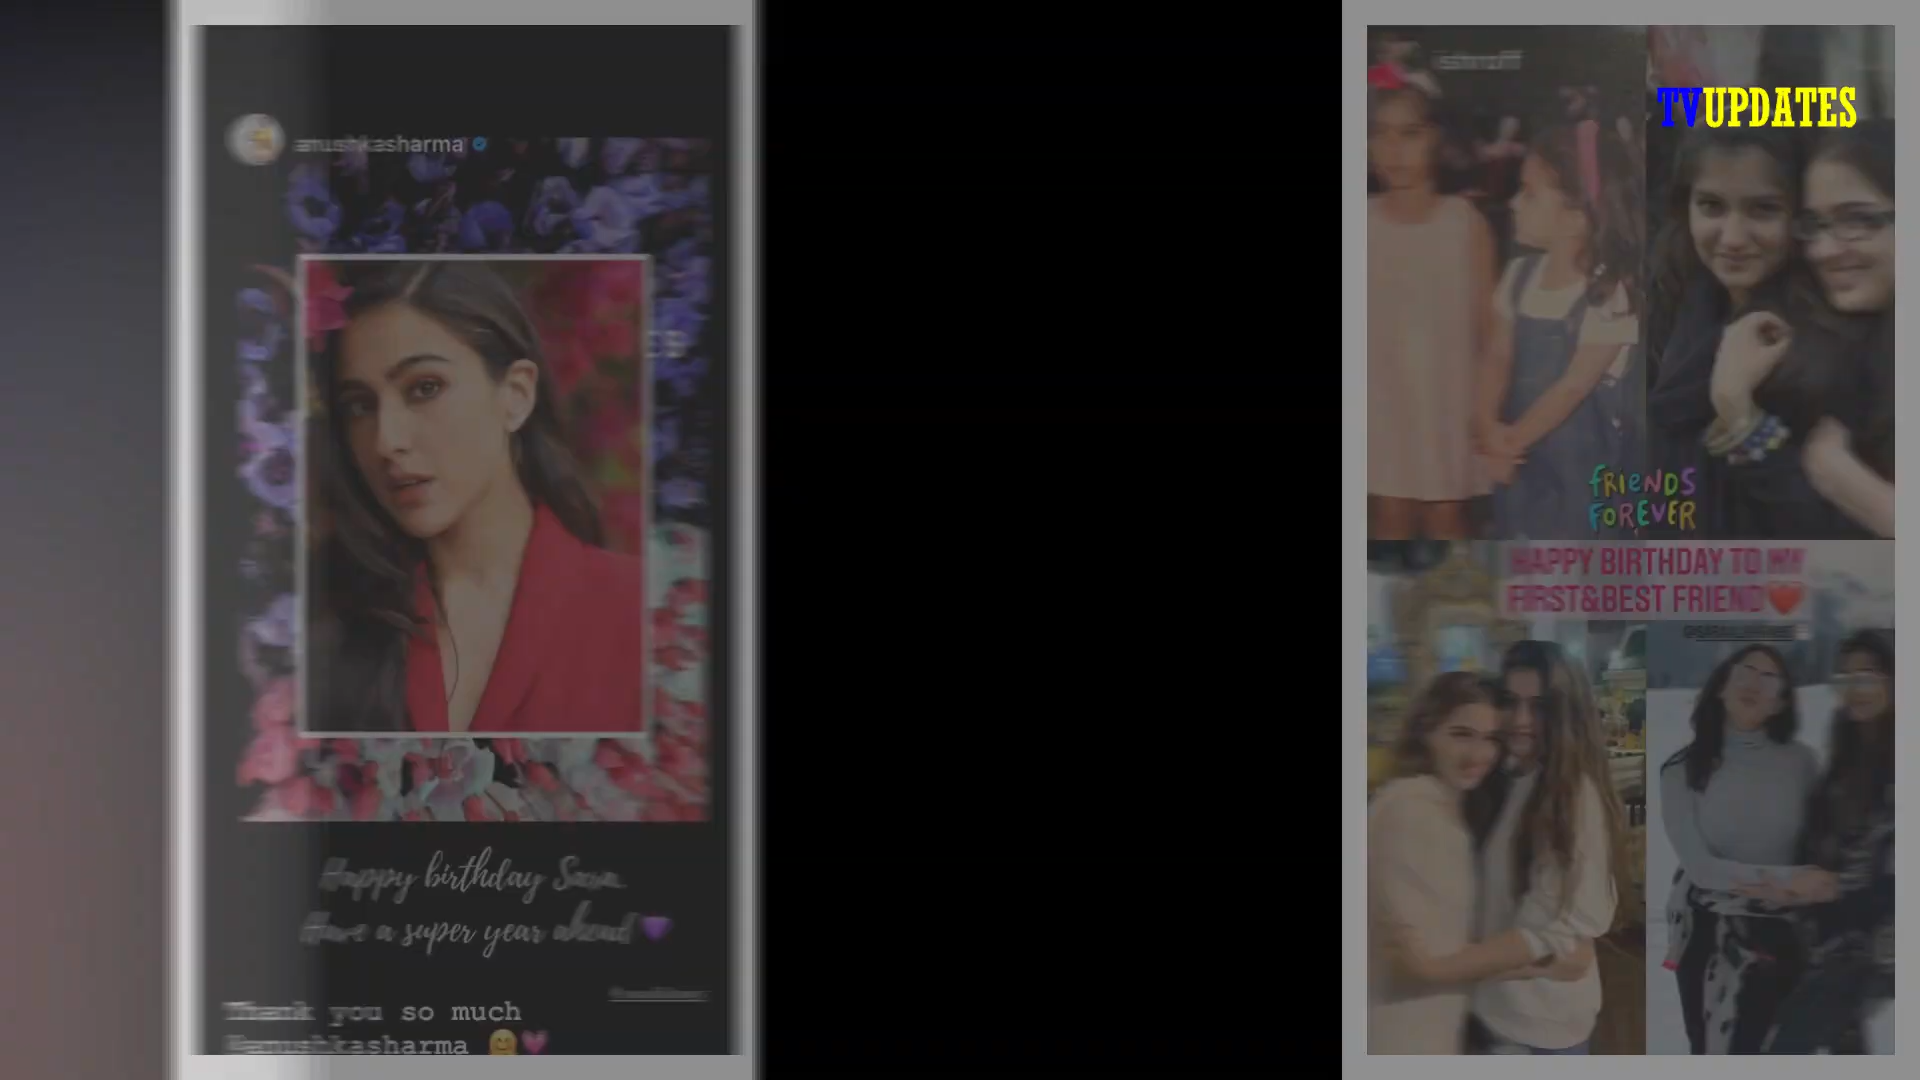 anushkasharma
Happy birthday Sara
Have a super year ahead
Thank you so much
@anushkasharma
TVUPDATES
FRIENDS
FOREVER
HAPPY BIRTHDAY TO MY
FIRST&BEST FRIEND